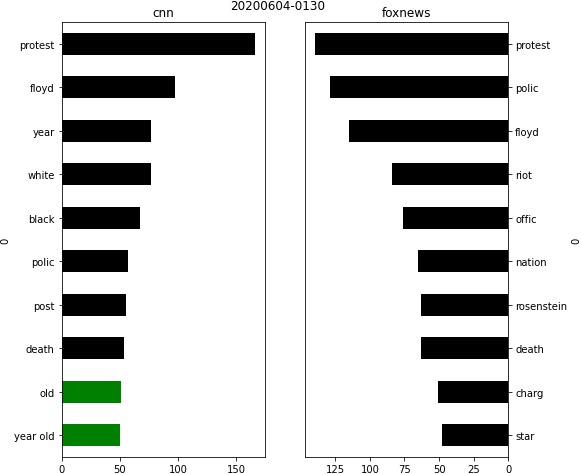 20200604-0130
cnn
foxnews
protest
floyd
year
white
black
polic
post
death
old
year old
0 50 100 150
0
protest
polic
floyd
riot
offic
nation
rosenstein
death
charg
star
125 100 75 50 25 0
0